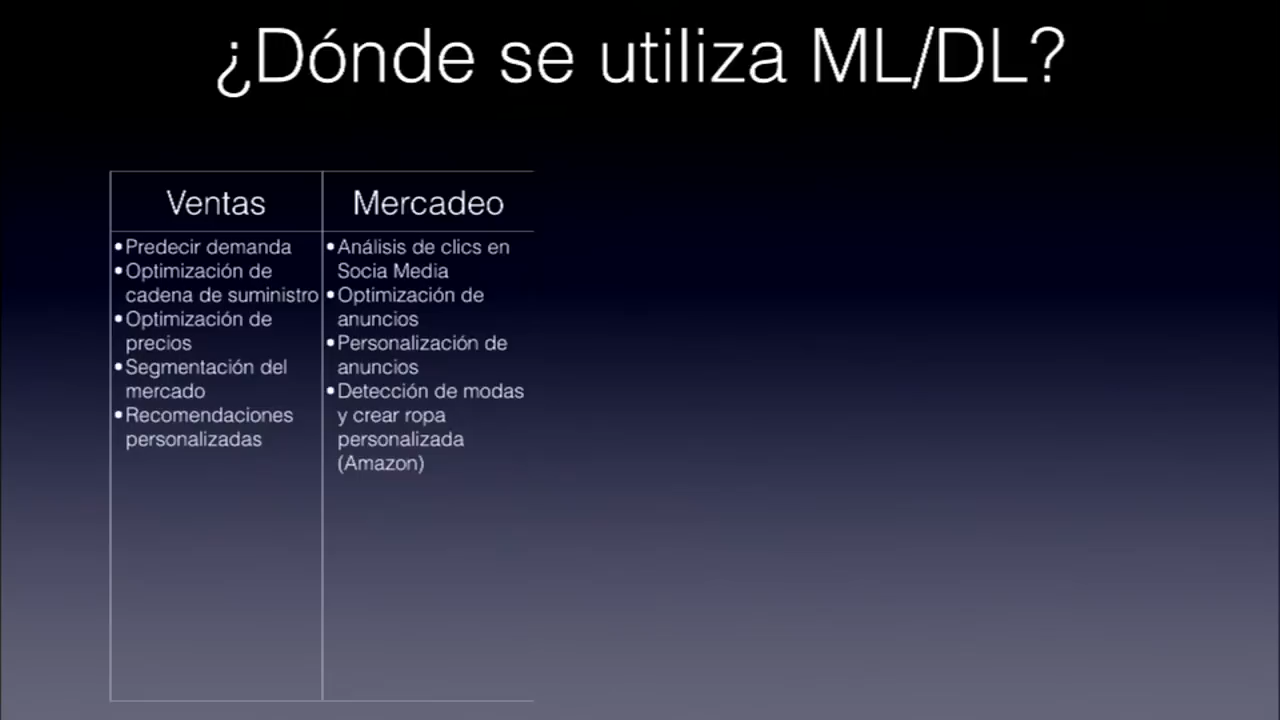 ¿Dónde se utiliza ML/DL?
Ventas
•Predecir demanda
•Optimización de
cadena de suministro
•Optimización de
precios
•Segmentación del
mercado
•Recomendaciones
personalizadas
Mercadeo
•Análisis de clics en
Socia Media
•Optimización de
anuncios
•Personalización de
anuncios
•Detección de modas
y crear ropa
personalizada
(Amazon)